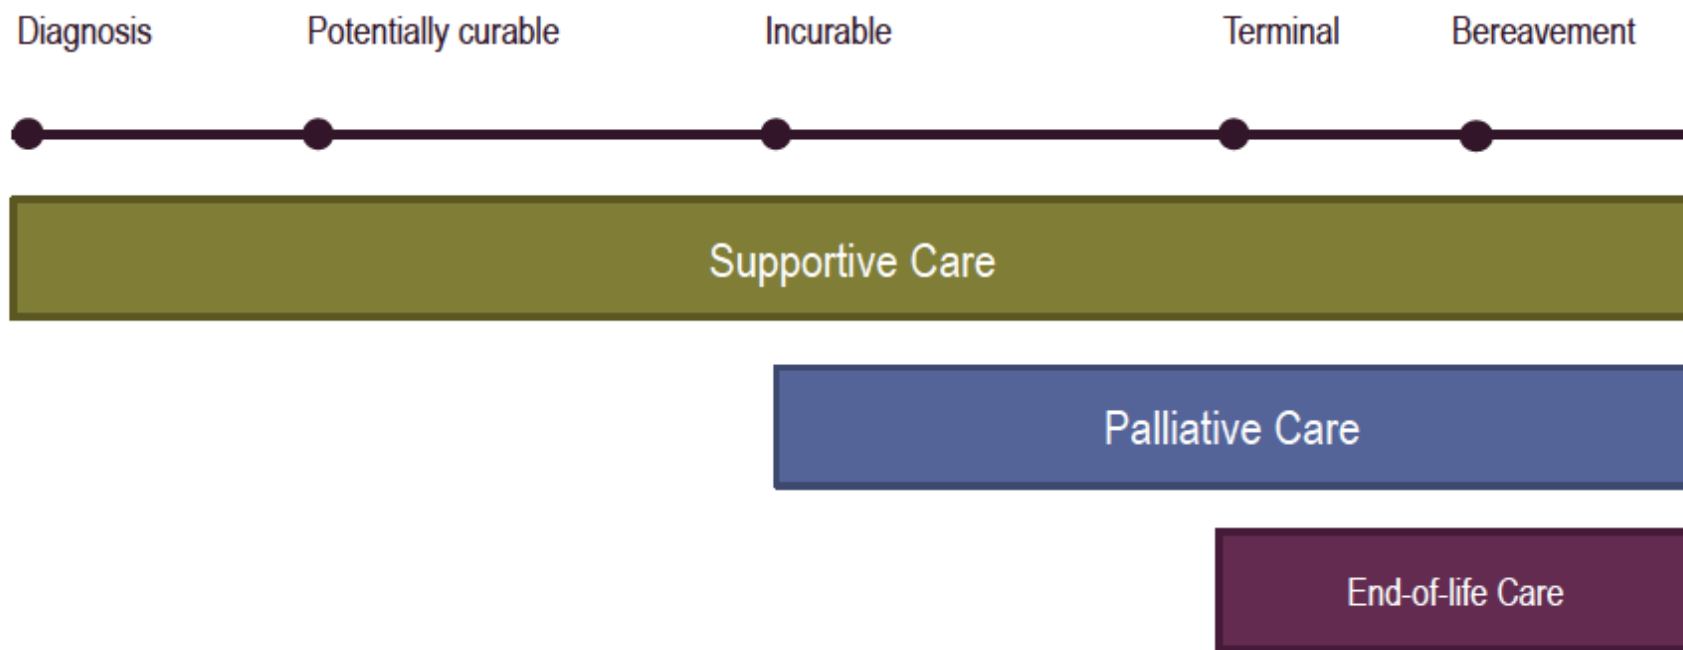 Diagnosis
Potentially curable
Incurable
Terminal
Bereavement
Supportive Care
Palliative Care
End-of-life Care